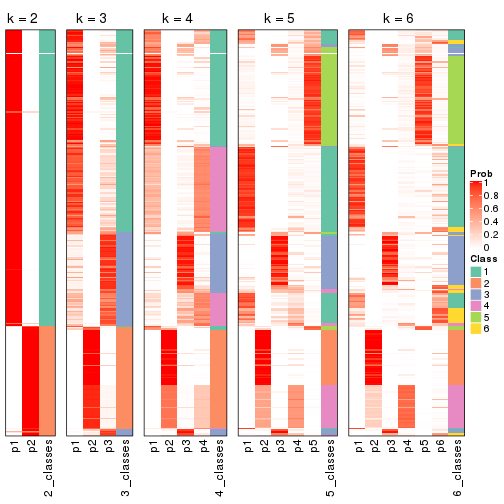 k = 2
k = 3
k = 4
k = 5
k = 6
Prob
1
0.8
0.6
0.4
0.2
0
Class
1
2
3
4
5
6
p1
p2
2_classes
p1
p2
p3
3_classes
p1
p2
p3
p4
4_classes
p1
p2
p3
p4
p5
5_classes
p1
p2
p3
p4
p5
p6
6_classes